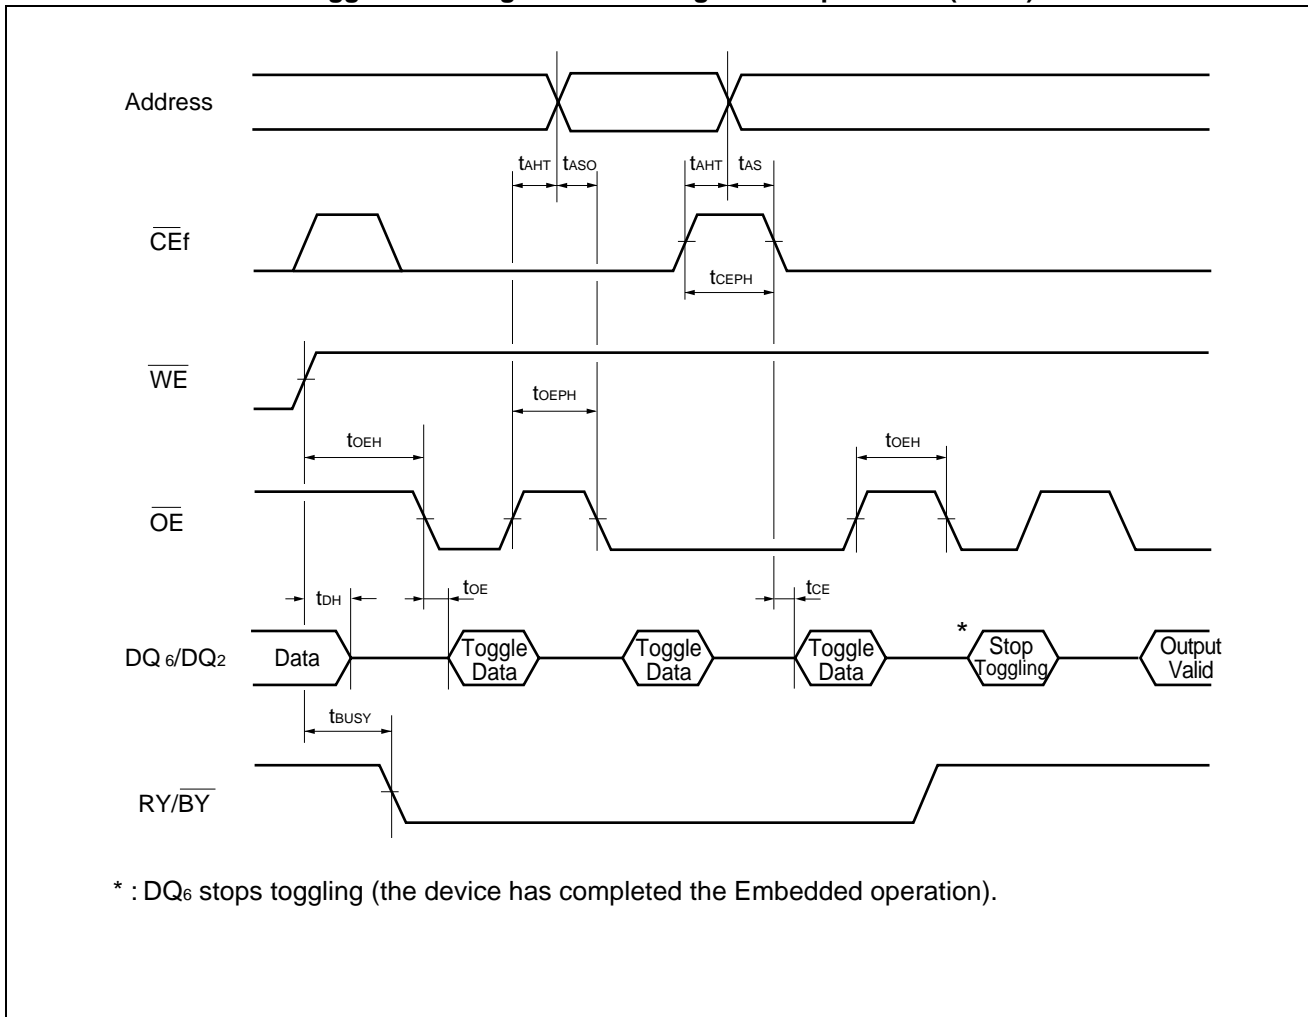 Address
tAHT tASO tAHT tAS
CEf
tCEPH
WE
tOEPH
tOEH tOEH
OE
tDH tOE tCE
DQ6/DQ2 Data Toggle Data Toggle Data Toggle Data * Stop Toggling Output Valid
tBUSY
RY/BY
* : DQ6 stops toggling (the device has completed the Embedded operation).